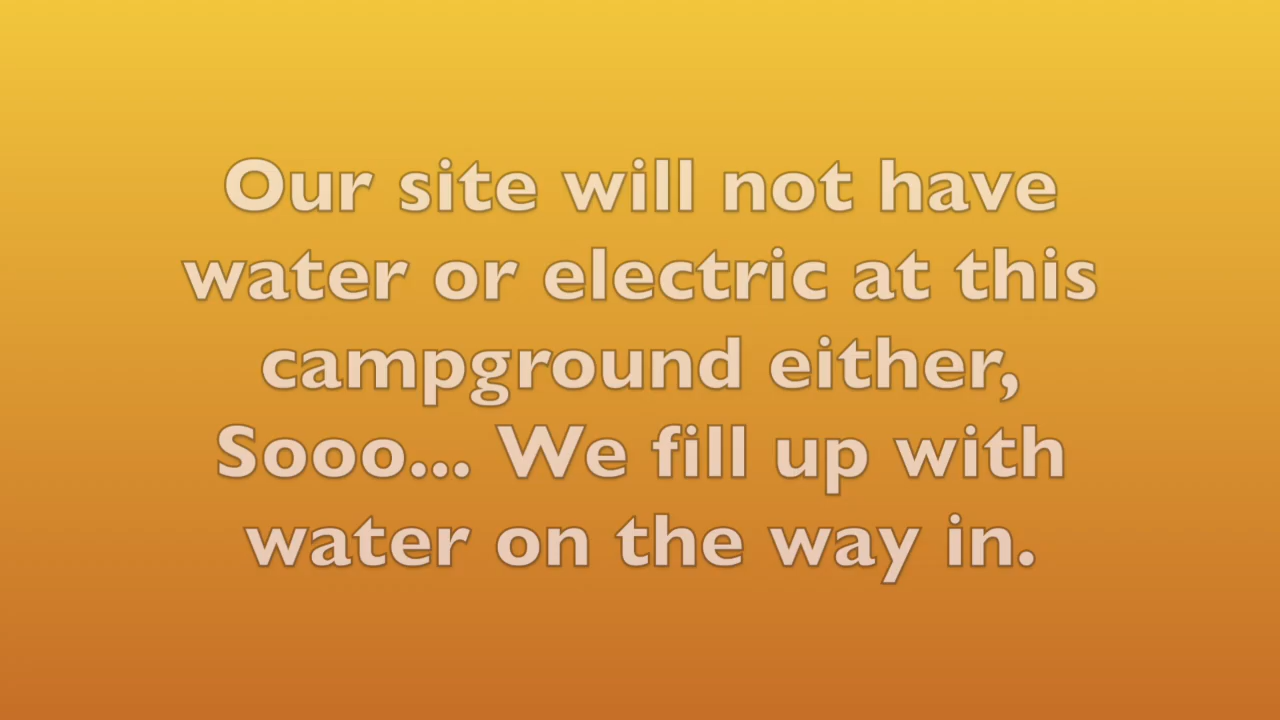 Our site will not have
water or electric at this
campground either,
Sooo... We fill up with
water on the way in.